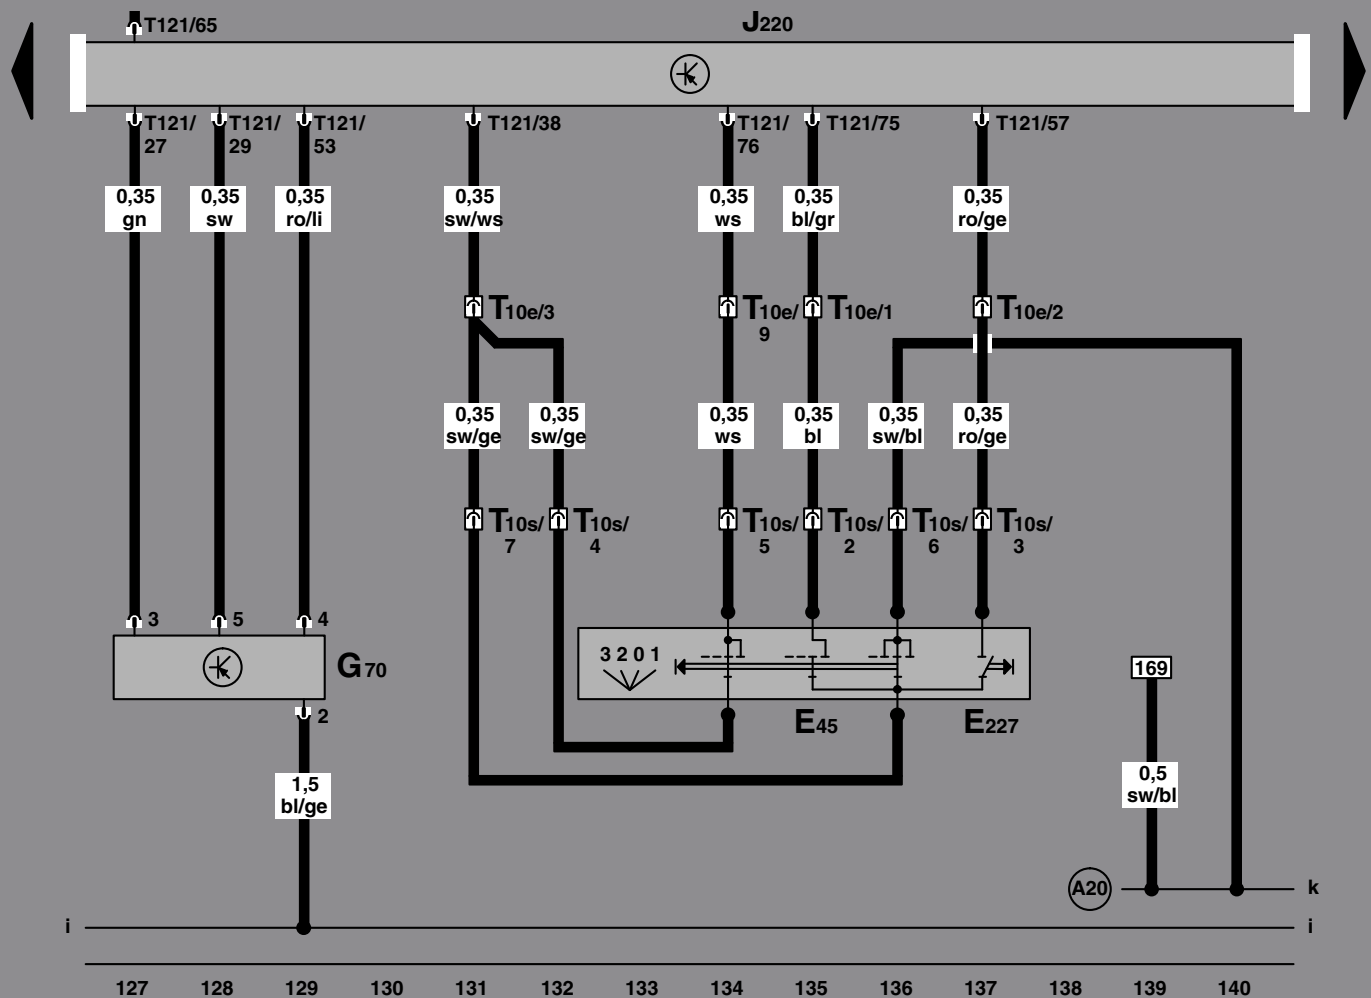 T121/65
J220
T121/
27
T121/
29
T121/
53
T121/38
T121/
76
T121/75
T121/57
0,35
gn
0,35
sw
0,35
ro/li
0,35
sw/ws
0,35
ws
0,35
bl/gr
0,35
ro/ge
T10e/3
T10e/
9
T10e/1
T10e/2
0,35
sw/ge
0,35
sw/ge
0,35
ws
0,35
bl
0,35
sw/bl
0,35
ro/ge
T10s/
7
T10s/
4
T10s/
5
T10s/
2
T10s/
6
T10s/
3
3
5
4
G70
2
3 2 0 1
E45
E227
169
1,5
bl/ge
0,5
sw/bl
A20
k
i
i
127 128 129 130 131 132 133 134 135 136 137 138 139 140